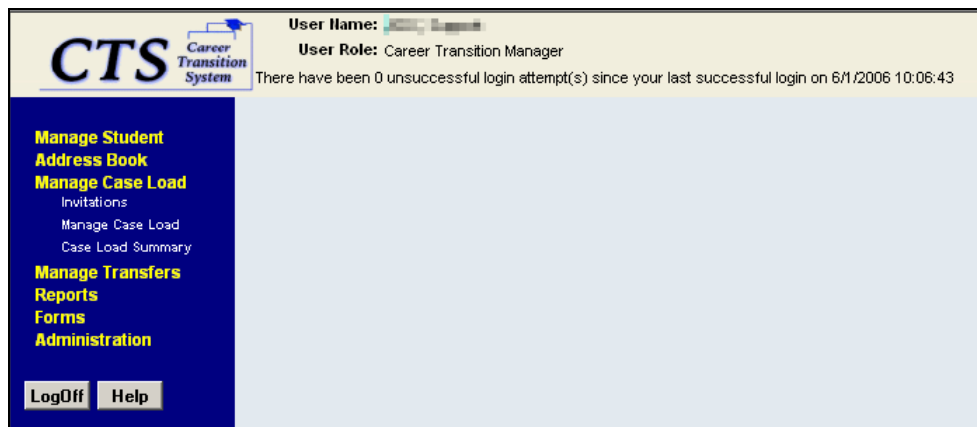 CTS Career Transition System
User Name:
User Role: Career Transition Manager
There have been 0 unsuccessful login attempt(s) since your last successful login on 6/1/2006 10:06:43
Manage Student
Address Book
Manage Case Load
Invitations
Manage Case Load
Case Load Summary
Manage Transfers
Reports
Forms
Administration
LogOff Help